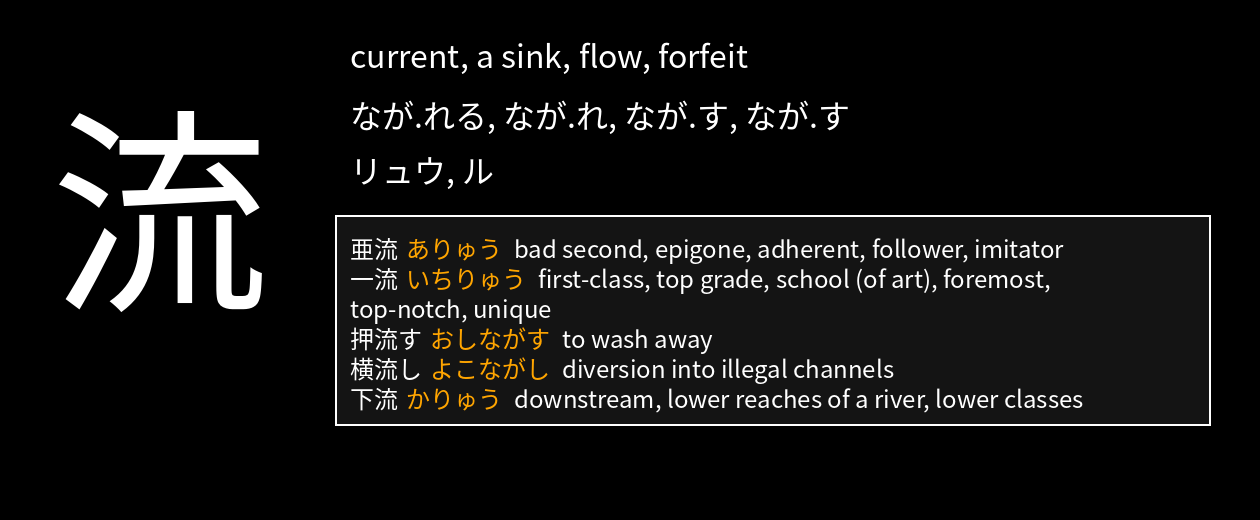 流
current, a sink, flow, forfeit
なが.れる, なが.れ, なが.す, なが.す
リュウ, ル
亜流 ありゅう bad second, epigone, adherent, follower, imitator
一流 いちりゅう first-class, top grade, school (of art), foremost,
top-notch, unique
押流す おしながす to wash away
横流し よこながし diversion into illegal channels
下流 かりゅう downstream, lower reaches of a river, lower classes